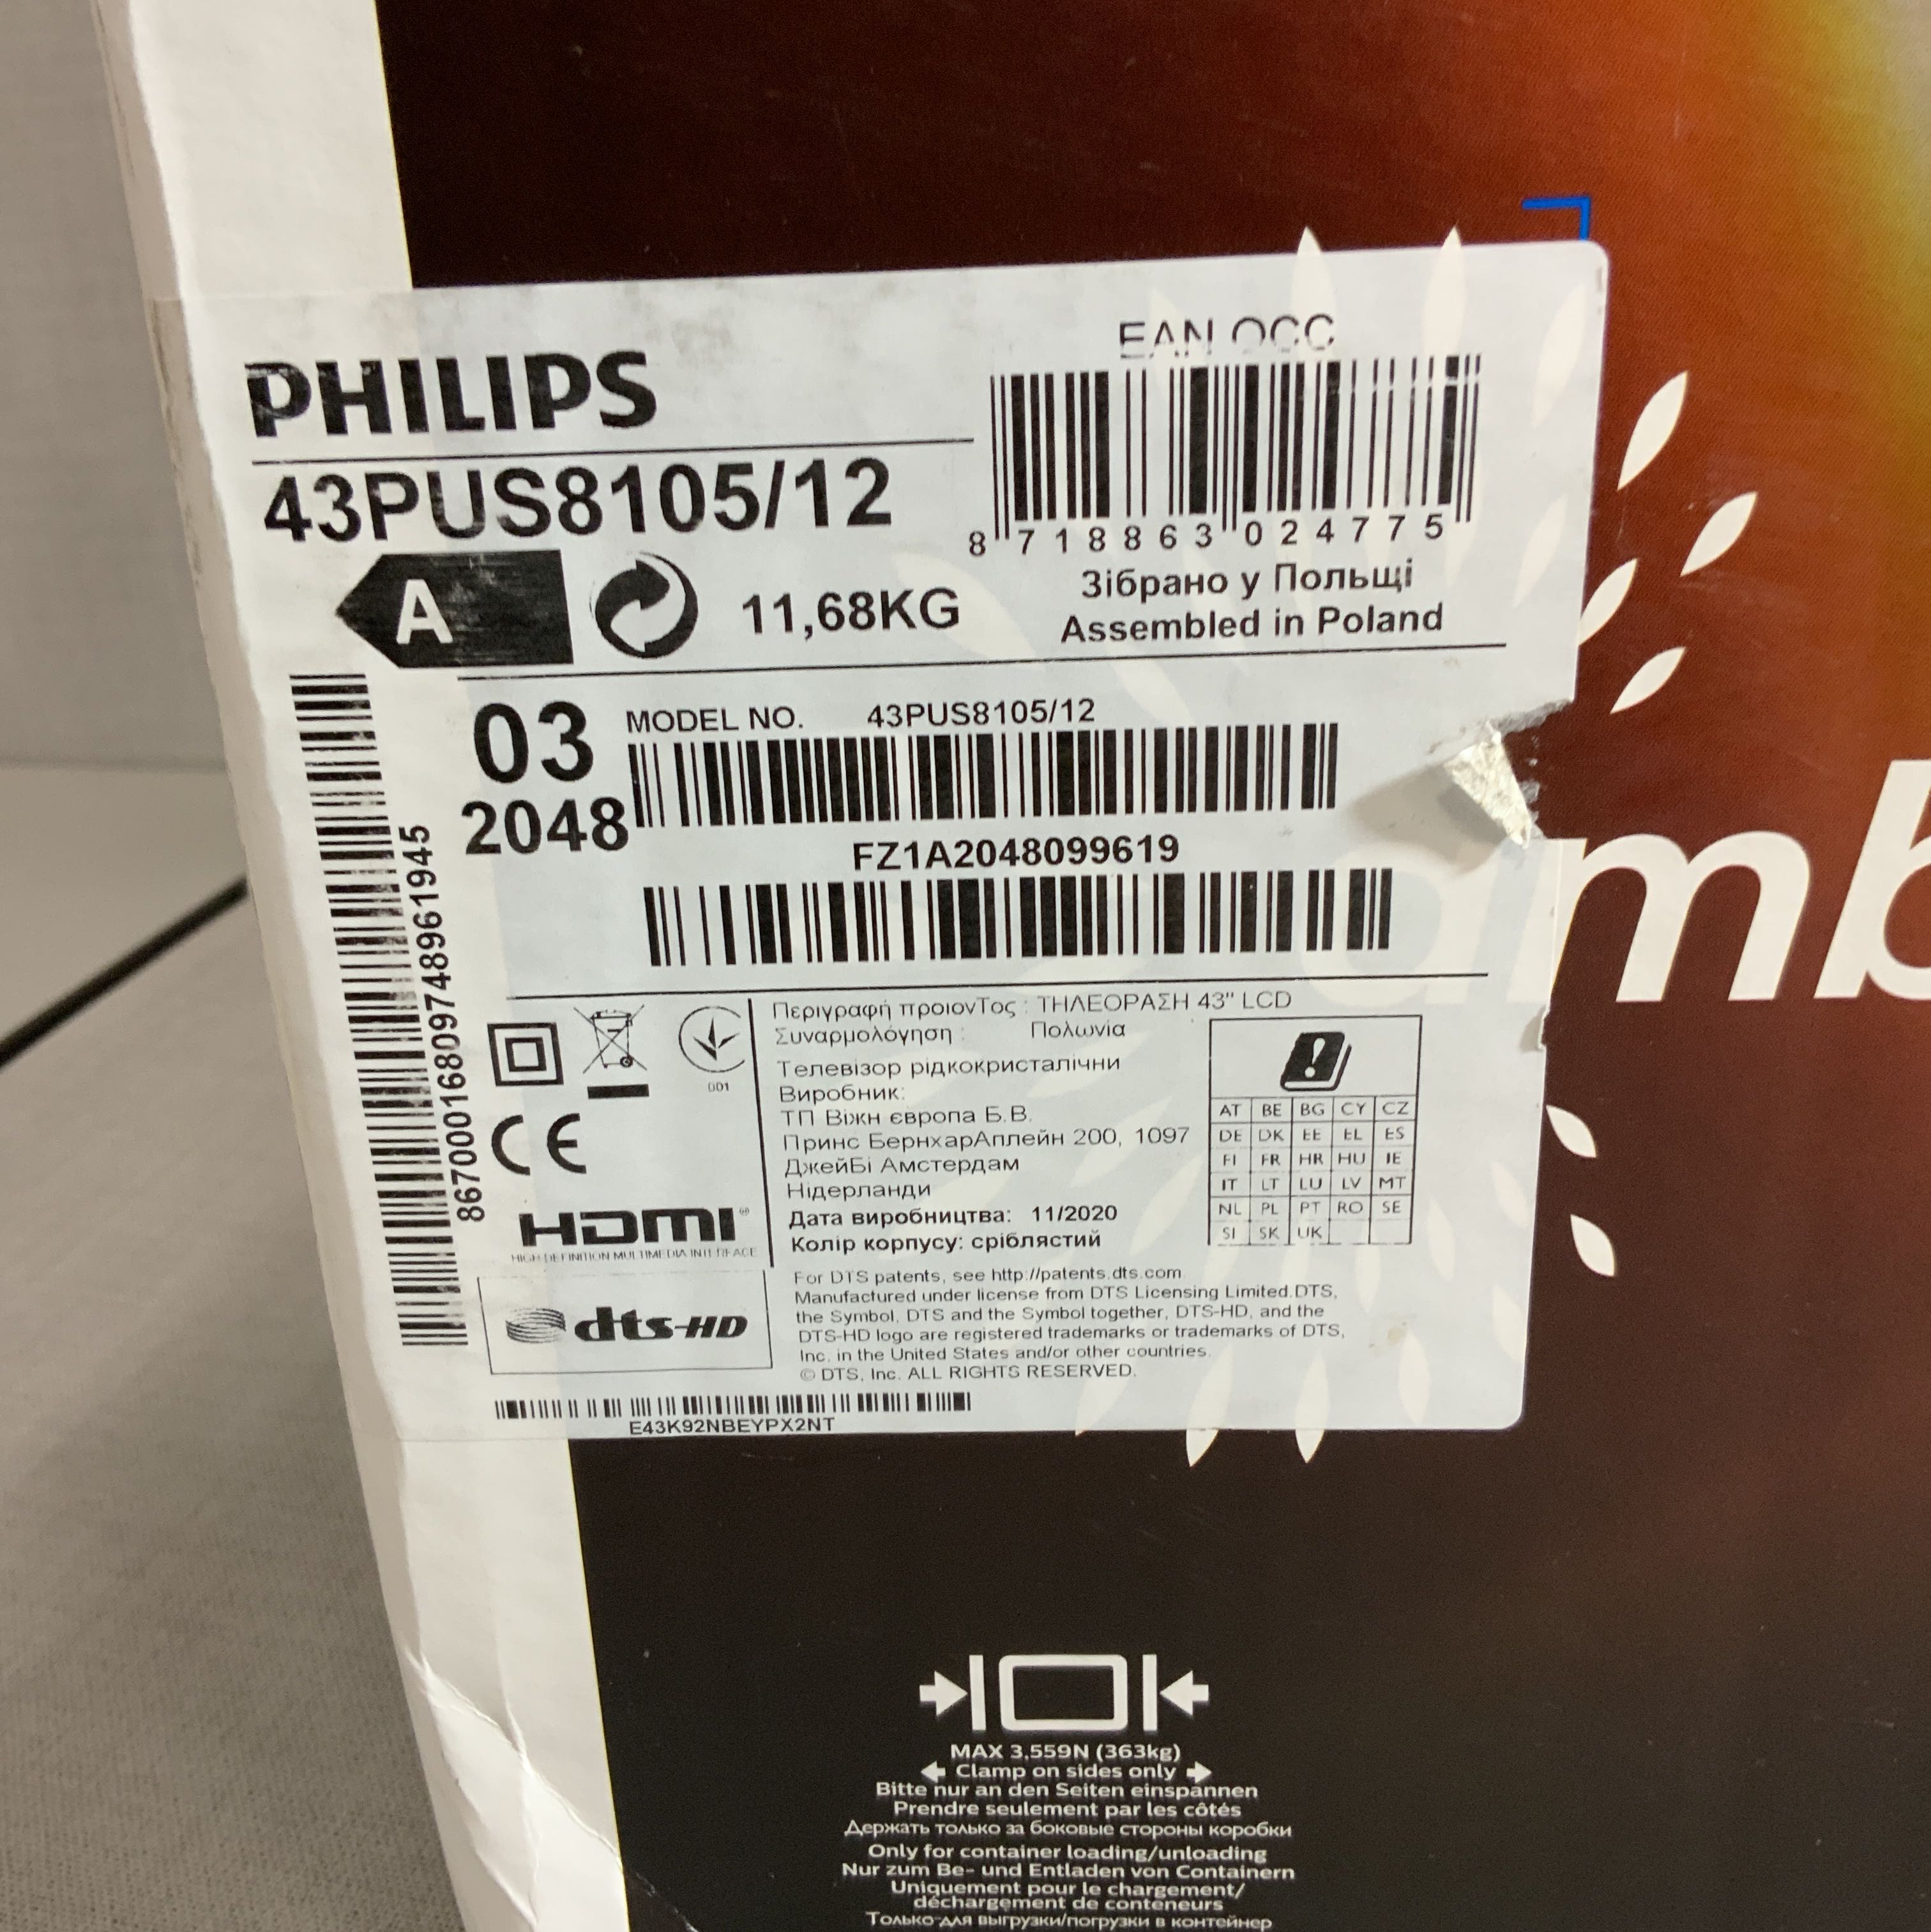 EAN OCC
PHILIPS
43PUS8105/12
8 718863 024775
A
11,68KG
Зібрано у Польщі
Assembled in Poland
03
2048
MODEL NO. 43PUS8105/12
FZ1A2048099619
867000168097489661945
Περιγραφή προιονΤος : ΤΗΛΕΟΡΑΣΗ 43" LCD
Συναρμολόγηση : Πολωνία
Телевізор рідкокристалічни
Виробник:
ТП Віжн європа Б.В.
Принс БернхарАплейн 200, 1097
ДжейБі Амстердам
Нідерланди
Дата виробництва: 11/2020
Колір корпусу: сріблястий
001
CE
HDMI
HIGH-DEFINITION MULTIMEDIA INTERFACE
dts-HD
AT BE BG CY CZ
DE DK EE EL ES
FI FR HR HU IE
IT LT LU LV MT
NL PL PT RO SE
SI SK UK
For DTS patents, see http://patents.dts.com.
Manufactured under license from DTS Licensing Limited.DTS,
the Symbol, DTS and the Symbol together, DTS-HD, and the
DTS-HD logo are registered trademarks or trademarks of DTS,
Inc. in the United States and/or other countries.
© DTS, Inc. ALL RIGHTS RESERVED.
E43K92NBEYPX2NT
amb
MAX 3,559N (363kg)
Clamp on sides only
Bitte nur an den Seiten einspannen
Prendre seulement par les côtés
Держать только за боковые стороны коробки
Only for container loading/unloading
Nur zum Be- und Entladen von Containern
Uniquement pour le chargement/
déchargement de conteneurs
Только для выгрузки/погрузки в контейнер